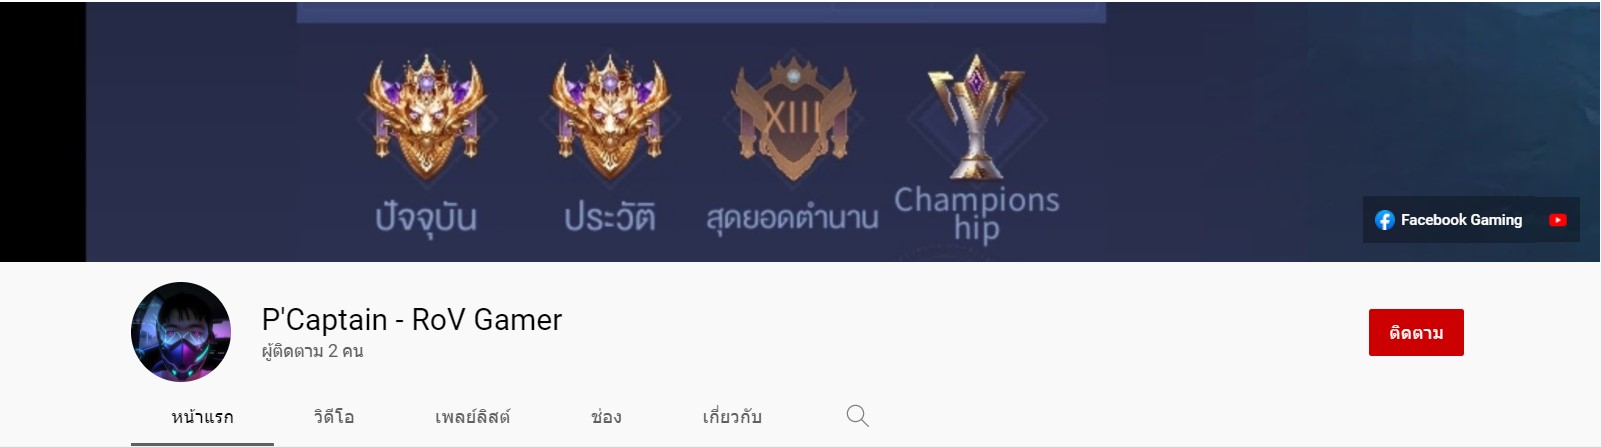 XIII
ปัจจุบัน
ประวัติ
สุดยอดตำนาน
Champions
hip
Facebook Gaming
P'Captain - RoV Gamer
ผู้ติดตาม 2 คน
ติดตาม
หน้าแรก
วิดีโอ
เพลย์ลิสต์
ช่อง
เกี่ยวกับ